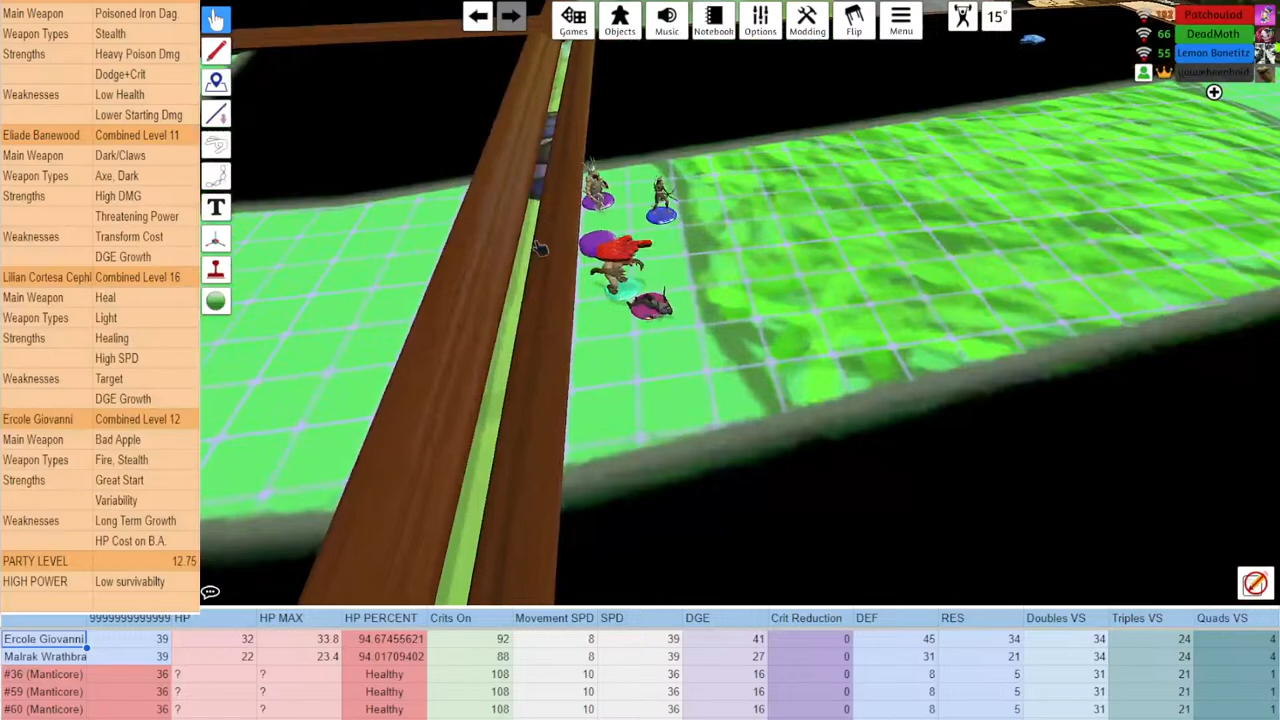 Main Weapon Poisoned Iron Dag.
Weapon Types Stealth
Strengths Heavy Poison Dmg
Dodge+Crit
Weaknesses Low Health
Lower Starting Dmg
Eliade Banewood Combined Level 11
Main Weapon Dark/Claws
Weapon Types Axe, Dark
Strengths High DMG
Threatening Power
Weaknesses Transform Cost
DGE Growth
Lilian Cortesa Cephi Combined Level 16
Main Weapon Heal
Weapon Types Light
Strengths Healing
High SPD
Weaknesses Target
DGE Growth
Ercole Giovanni Combined Level 12
Main Weapon Bad Apple
Weapon Types Fire, Stealth
Strengths Great Start
Variability
Weaknesses Long Term Growth
HP Cost on B.A.
PARTY LEVEL 12.75
HIGH POWER Low survivabilty
T
Games Objects Music Notebook Options Modding Flip Menu 15°
Patchoulod
66 DeadMoth
55 Lemon Bonetitz
9999999999999 HP HP MAX HP PERCENT Crits On Movement SPD SPD DGE Crit Reduction DEF RES Doubles VS Triples VS Quads VS
Ercole Giovanni 39 32 33.8 94.67455621 92 8 39 41 0 45 34 34 24 4
Malrak Wrathbra 39 22 23.4 94.01709402 88 8 39 27 0 31 21 34 24 4
#36 (Manticore) 36 ? ? Healthy 108 10 36 16 0 8 5 31 21 1
#59 (Manticore) 36 ? ? Healthy 108 10 36 16 0 8 5 31 21 1
#60 (Manticore) 36 ? ? Healthy 108 10 36 16 0 8 5 31 21 1